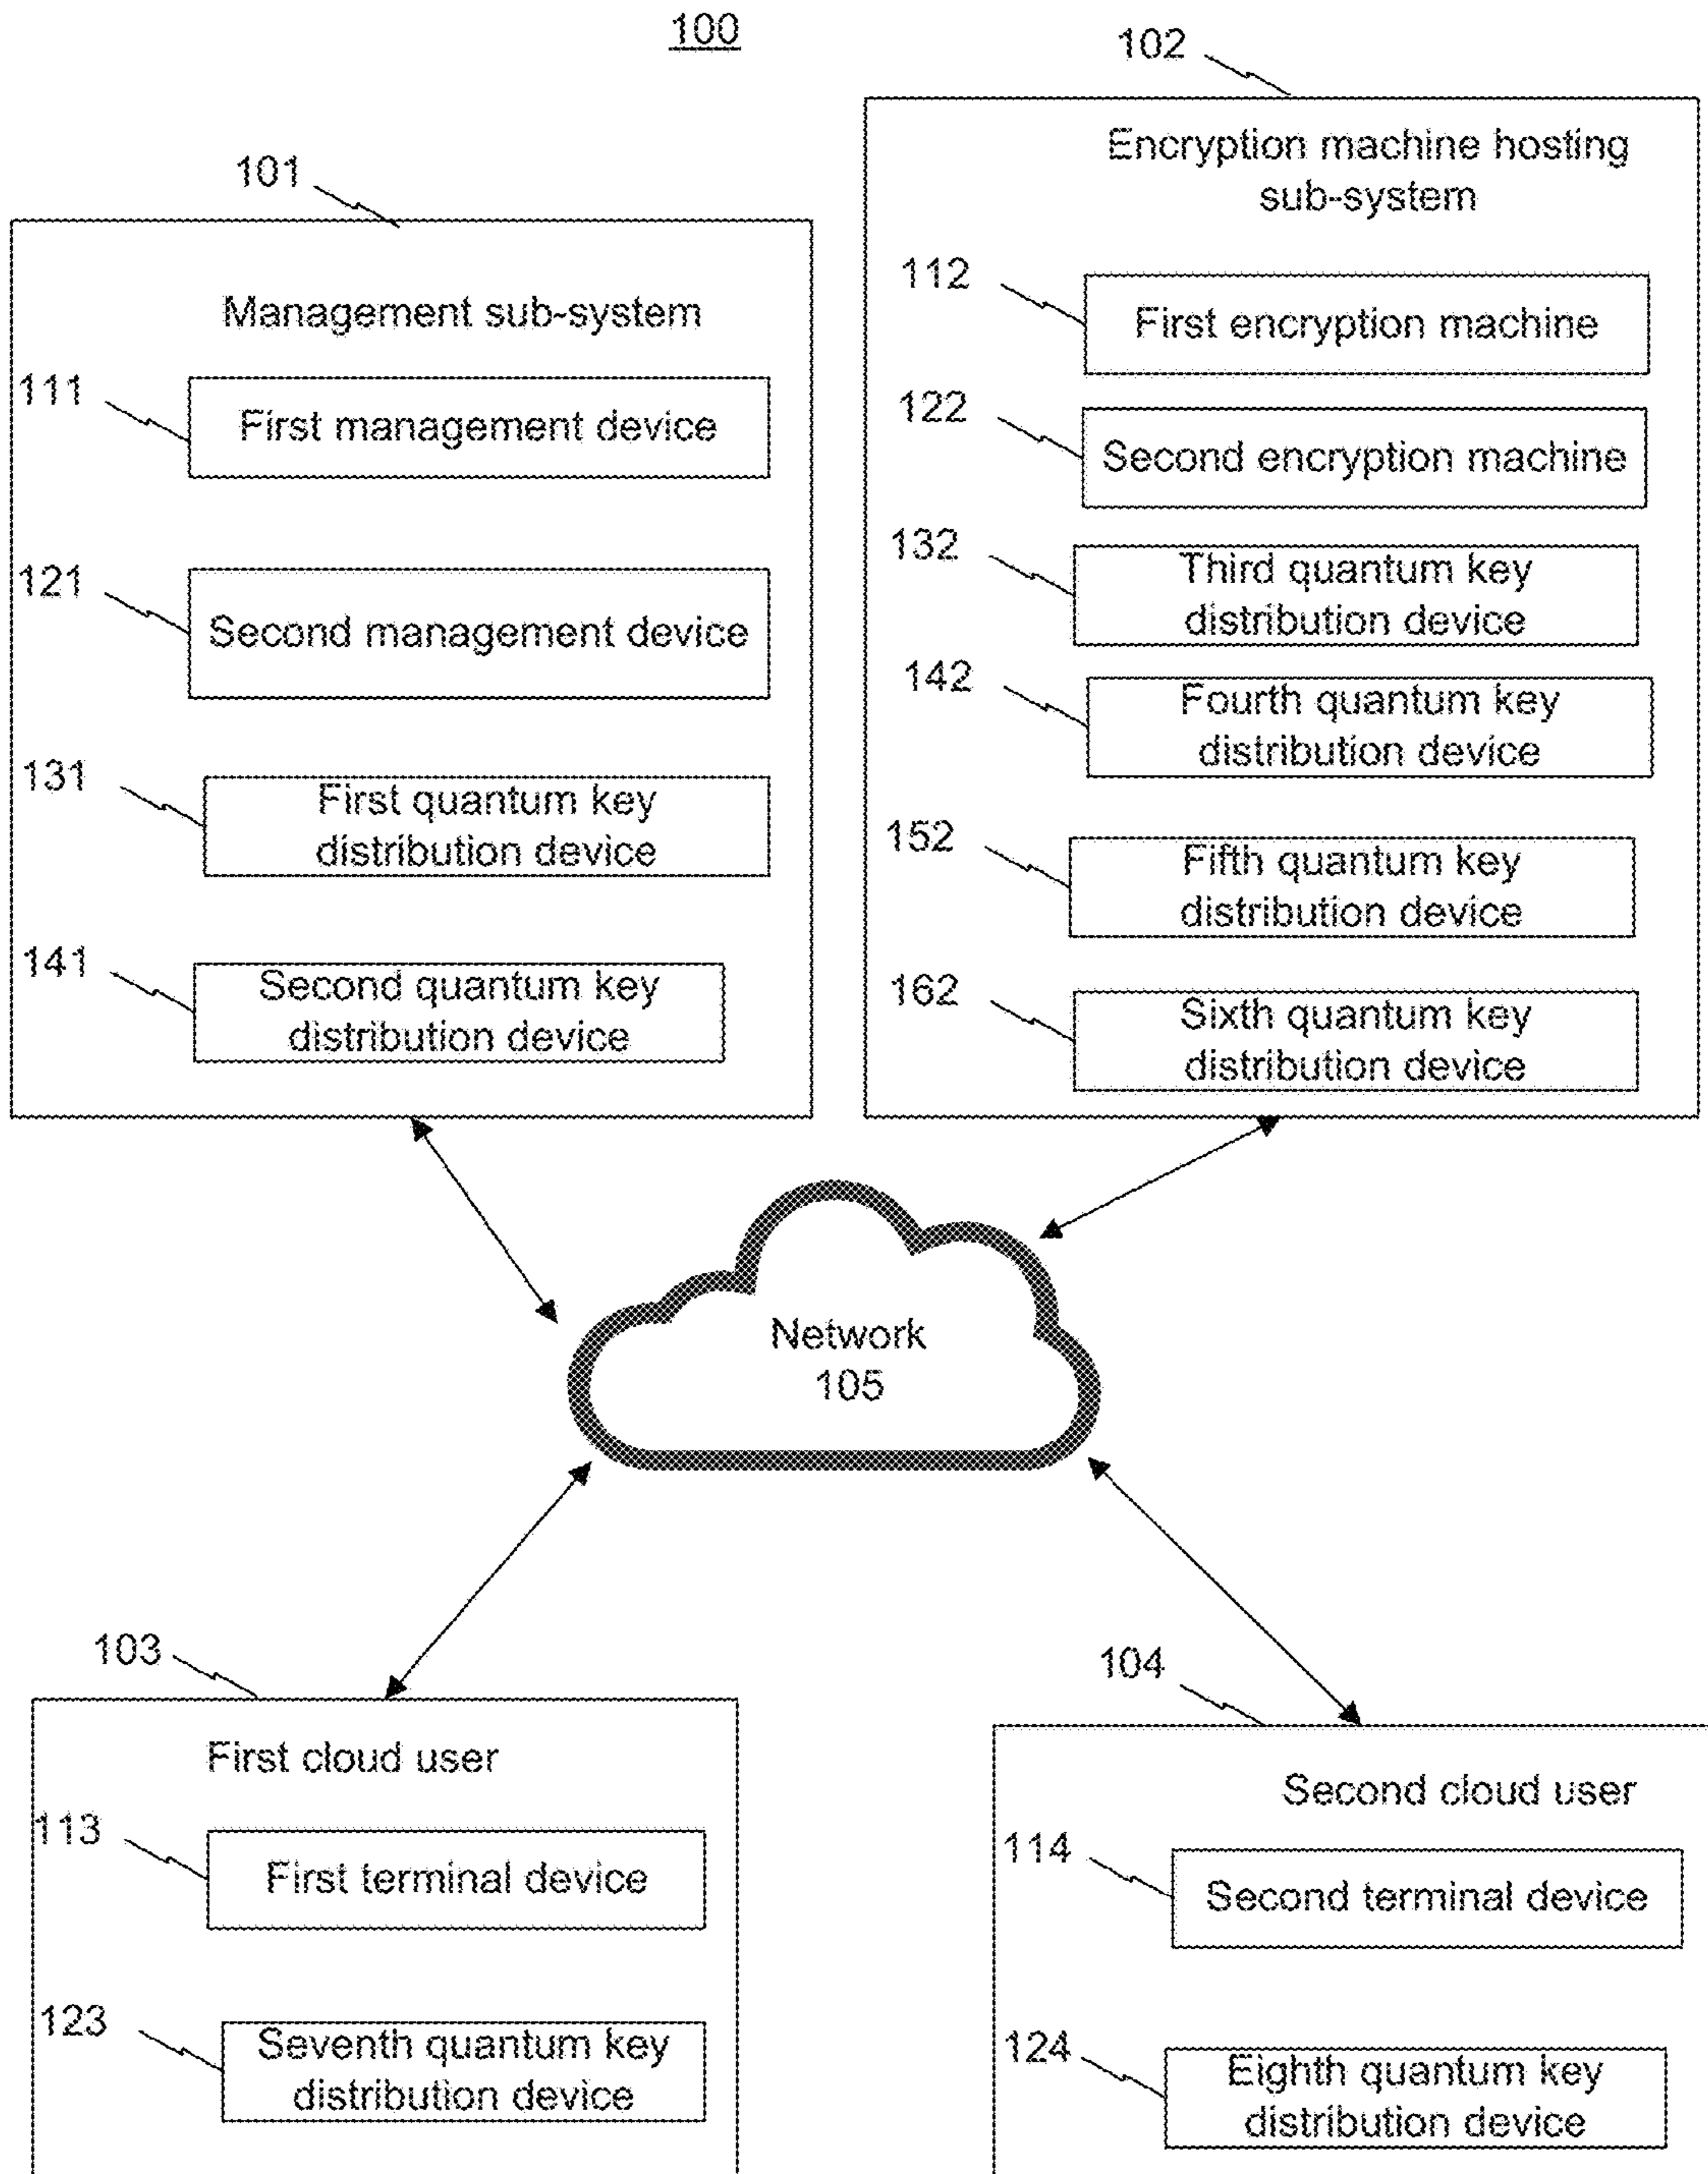 100
102
Encryption machine hosting
sub-system
101
Management sub-system
112
First encryption machine
111
First management device
122
Second encryption machine
132
Third quantum key
distribution device
121
Second management device
142
Fourth quantum key
distribution device
131
First quantum key
distribution device
152
Fifth quantum key
distribution device
141
Second quantum key
distribution device
162
Sixth quantum key
distribution device
Network
105
103
First cloud user
113
First terminal device
123
Seventh quantum key
distribution device
104
Second cloud user
114
Second terminal device
124
Eighth quantum key
distribution device